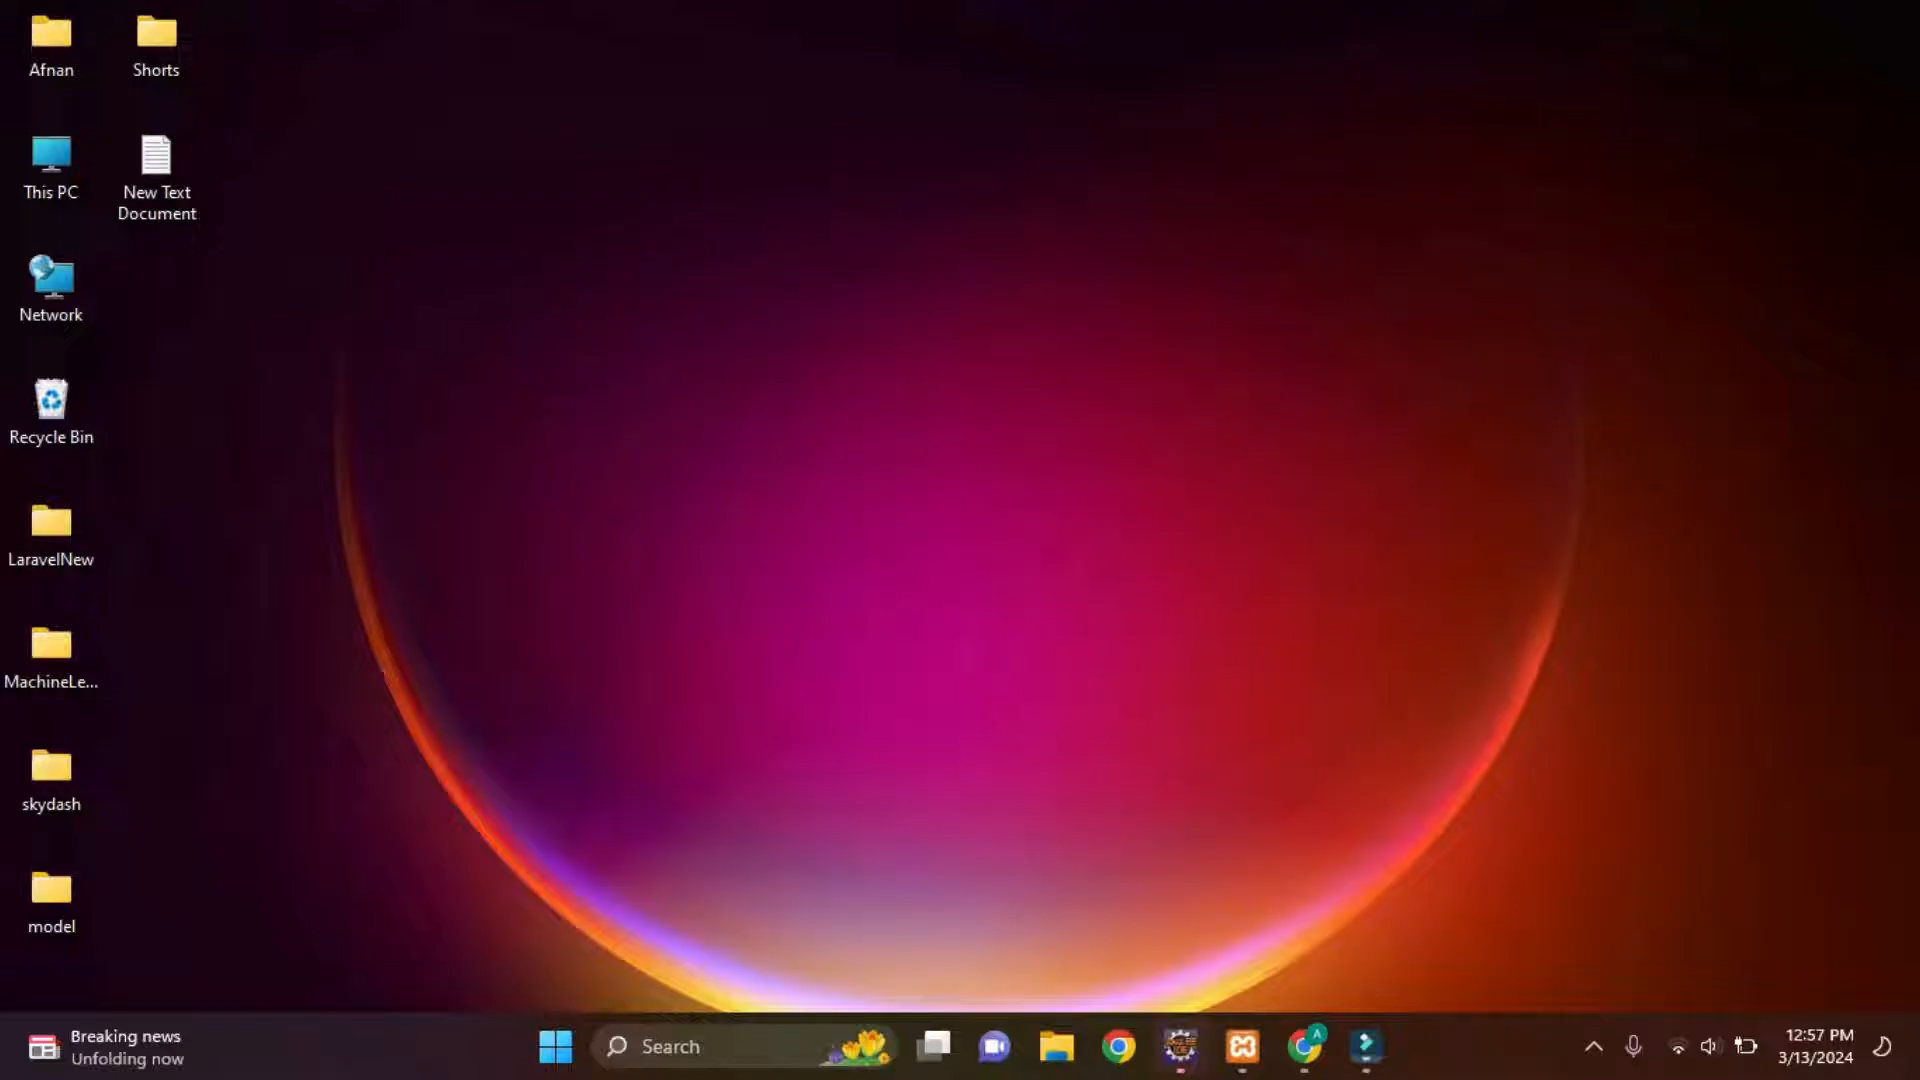 Afnan
Shorts
This PC
New Text
Document
Network
Recycle Bin
LaravelNew
MachineLe...
skydash
model
Breaking news
Unfolding now
Search
A
12:57 PM
3/13/2024